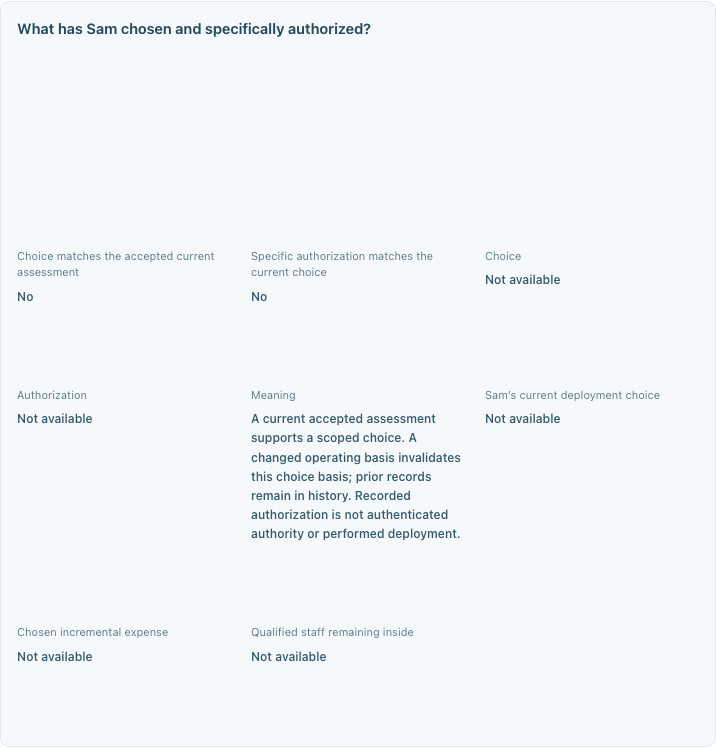 What has Sam chosen and specifically authorized?
Choice matches the accepted current
assessment
No
Specific authorization matches the
current choice
No
Choice
Not available
Authorization
Not available
Meaning
A current accepted assessment
supports a scoped choice. A
changed operating basis invalidates
this choice basis; prior records
remain in history. Recorded
authorization is not authenticated
authority or performed deployment.
Sam's current deployment choice
Not available
Chosen incremental expense
Not available
Qualified staff remaining inside
Not available